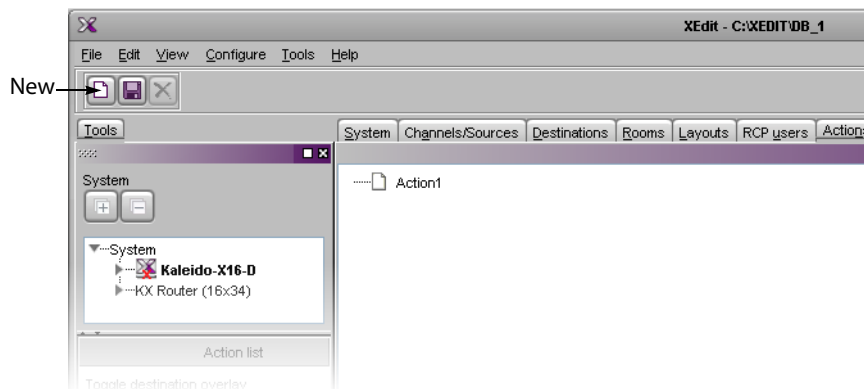 XEdit - C:\XEDIT\DB_1
File Edit View Configure Tools Help
New
Tools
System Channels/Sources Destinations Rooms Layouts RCP users Actions
System
Action1
System
Kaleido-X16-D
KX Router (16x34)
Action list
Toggle destination overlay